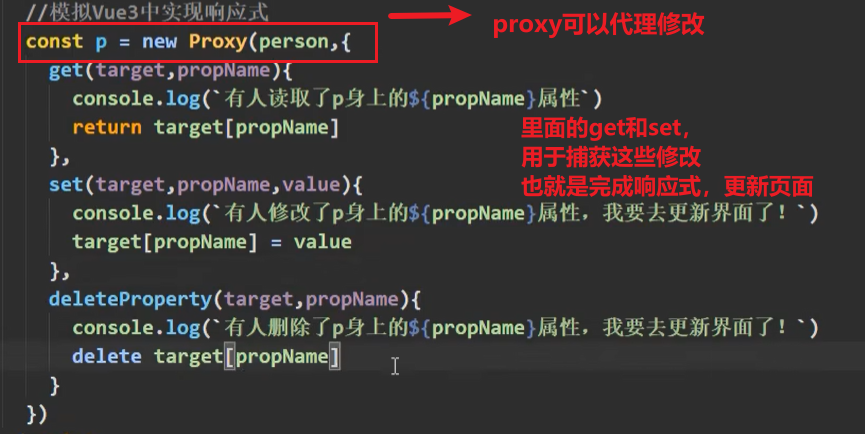 //模拟Vue3中实现响应式
proxy可以代理修改
const p = new Proxy(person,{
get(target,propName){
console.log(`有人读取了p身上的${propName}属性`)
return target[propName]
},
里面的get和set，
用于捕获这些修改
也就是完成响应式，更新页面
set(target,propName,value){
console.log(`有人修改了p身上的${propName}属性，我要去更新界面了！`)
target[propName] = value
},
deleteProperty(target,propName){
console.log(`有人删除了p身上的${propName}属性，我要去更新界面了！`)
delete target[propName]
}
})